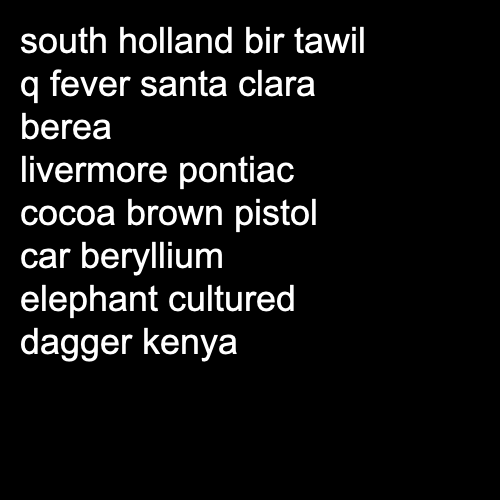 south holland bir tawil
q fever santa clara
berea
livermore pontiac
cocoa brown pistol
car beryllium
elephant cultured
dagger kenya